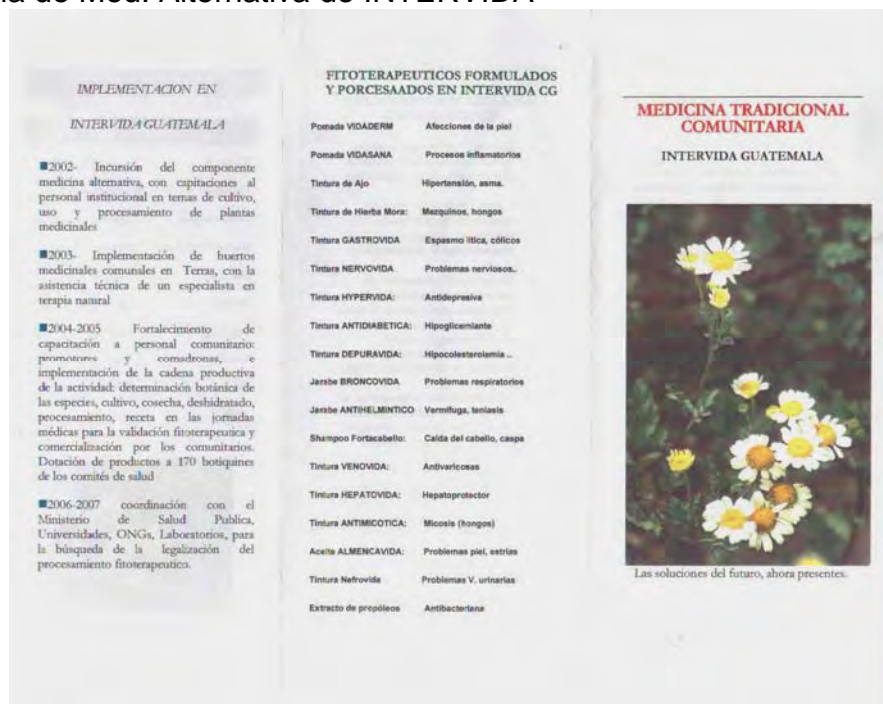 de Med. Alternativa de INTERVIDA
IMPLEMENTACION EN
INTERVIDA GUATEMALA
■2002- Incursión del componente
medicina alternativa, con capitaciones al
personal institucional en temas de cultivo,
uso y procesamiento de plantas
medicinales
■2003- Implementación de huertos
medicinales comunales en Terras, con la
asistencia técnica de un especialista en
terapia natural
■2004-2005 Fortalecimiento de
capacitación a personal comunitario:
promotores y comadronas, e
implementación de la cadena productiva
de la actividad: determinación botánica de
las especies, cultivo, cosecha, deshidratado,
procesamiento, receta en las jornadas
médicas para la validación fitoterapeutica y
comercialización por los comunitarios.
Dotación de productos a 170 botiquines
de los comités de salud
■2006-2007 coordinación con el
Ministerio de Salud Publica,
Universidades, ONGs, Laboratorios, para
la búsqueda de la legalización del
procesamiento fitoterapeutico.
FITOTERAPEUTICOS FORMULADOS
Y PORCESAADOS EN INTERVIDA CG
Pomada VIDADERM Afecciones de la piel
Pomada VIDASANA Procesos inflamatorios
Tintura de Ajo Hipertensión, asma.
Tintura de Hierba Mora: Mezquinos, hongos
Tintura GASTROVIDA Espasmo lítica, cólicos
Tintura NERVOVIDA Problemas nerviosos..
Tintura HYPERVIDA: Antidepresiva
Tintura ANTIDIABETICA: Hipoglicemiante
Tintura DEPURAVIDA: Hipocolesterolemia ..
Jarabe BRONCOVIDA Problemas respiratorios
Jarabe ANTIHELMINTICO Vermífuga, teniasis
Shampoo Fortacabello: Caída del cabello, caspa
Tintura VENOVIDA: Antivaricosas
Tintura HEPATOVIDA: Hepatoprotector
Tintura ANTIMICOTICA: Micosis (hongos)
Aceite ALMENCAVIDA: Problemas piel, estrías
Tintura Nefrovida Problemas V. urinarias
Extracto de propóleos Antibacteriana
MEDICINA TRADICIONAL
COMUNITARIA
INTERVIDA GUATEMALA
Las soluciones del futuro, ahora presentes.